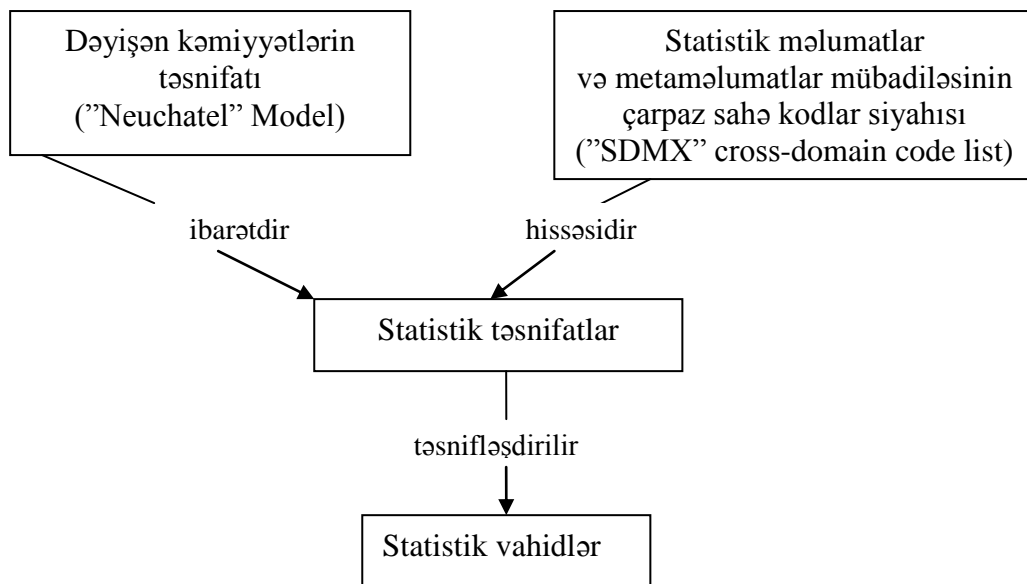 Dəyişən kəmiyyətlərin
təsnifatı
(”Neuchatel” Model)
Statistik məlumatlar
və metaməlumatlar mübadiləsinin
çarpaz sahə kodlar siyahısı
(”SDMX” cross-domain code list)
ibarətdir
hissəsidir
Statistik təsnifatlar
təsnifləşdirilir
Statistik vahidlər